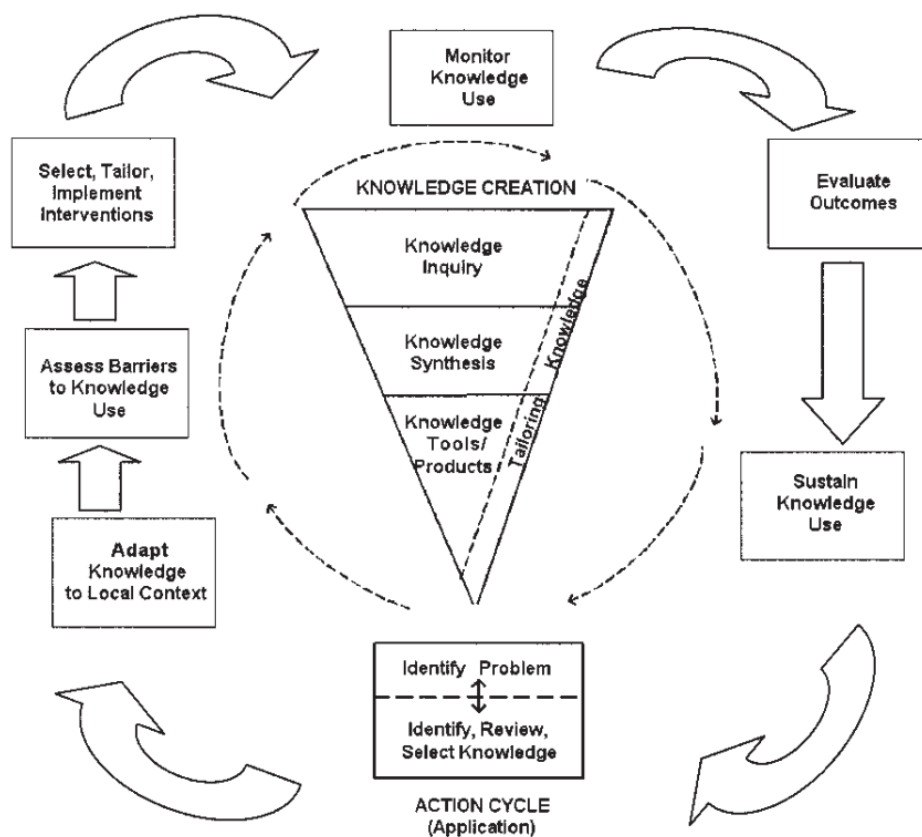 Monitor
Knowledge
Use
Select, Tailor,
Implement
Interventions
Evaluate
Outcomes
KNOWLEDGE CREATION
Knowledge
Inquiry
Knowledge
Synthesis
Knowledge
Tools/
Products
Tailoring Knowledge
Assess Barriers
to Knowledge
Use
Sustain
Knowledge
Use
Adapt
Knowledge
to Local Context
Identify Problem
Identify, Review,
Select Knowledge
ACTION CYCLE
(Application)